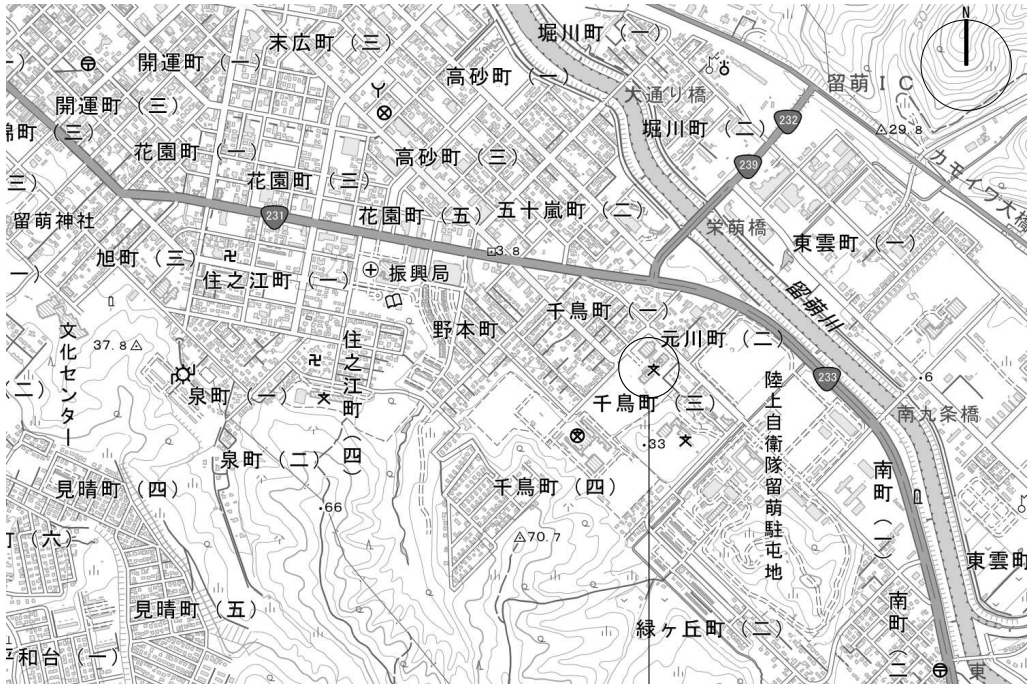 末広町（三）
堀川町（一）
N
開運町（一）
高砂町（一）
留萌ＩＣ
大通り橋
開運町（三）
堀川町（二）
232
29.8
花園町（一）
高砂町（三）
239
カモイワ大橋
花園町（三）
留萌神社
231
花園町（五）
五十嵐町（二）
栄萌橋
東雲町（一）
3.8
旭町（三）
住之江町（一）
振興局
留萌川
千鳥町（一）
野本町
元川町（二）
文化センター
37.8
住之江町（四）
泉町（一）
千鳥町（三）
陸上自衛隊留萌駐屯地
233
6
南九条橋
33
泉町（二）
見晴町（四）
千鳥町（四）
南町（一）
66
70.7
東雲町
見晴町（五）
緑ヶ丘町（二）
南町（二
平和台（一）
東